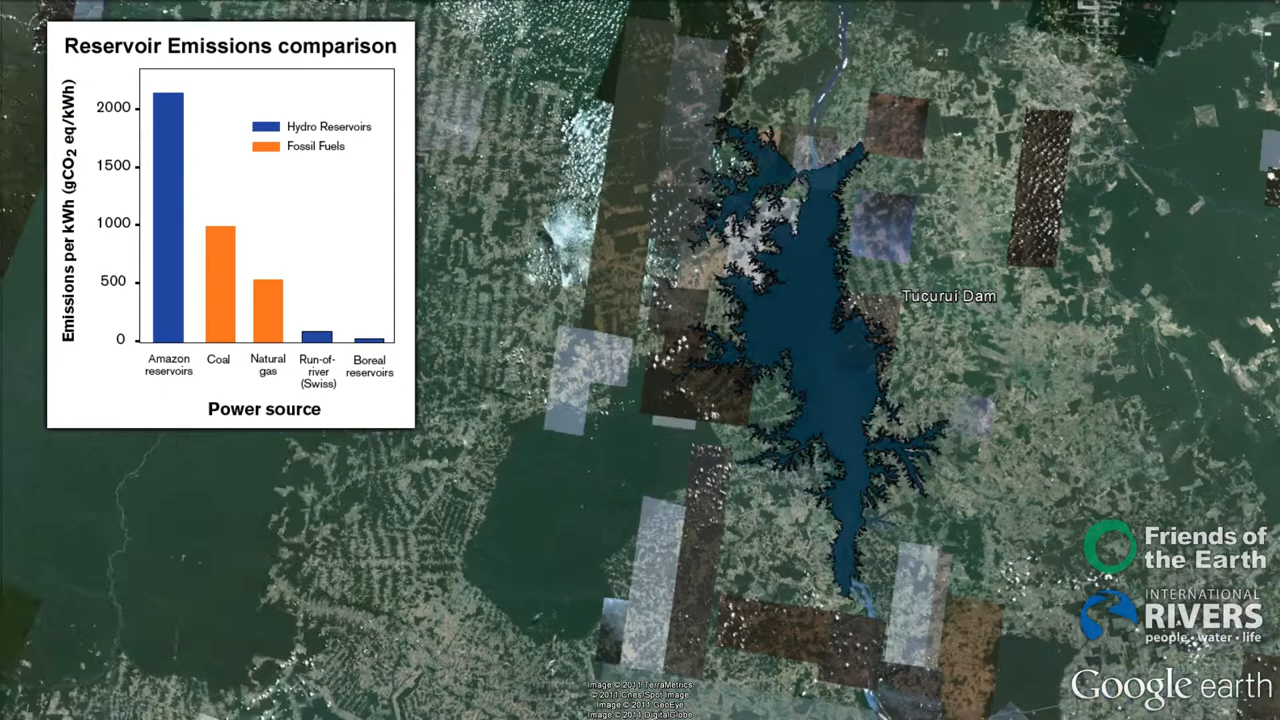 Reservoir Emissions comparison
Emissions per kWh (gCO2 eq/kWh)
2000
1500
1000
500
0
Hydro Reservoirs
Fossil Fuels
Amazon
reservoirs
Coal
Natural
gas
Run-of-
river
(Swiss)
Boreal
reservoirs
Power source
Tucuruí Dam
Friends of
the Earth
INTERNATIONAL
RIVERS
people • water • life
Google earth
Image © 2011 TerraMetrics
© 2011 Cnes/Spot Image
Image © 2011 GeoEye
Image © 2011 DigitalGlobe